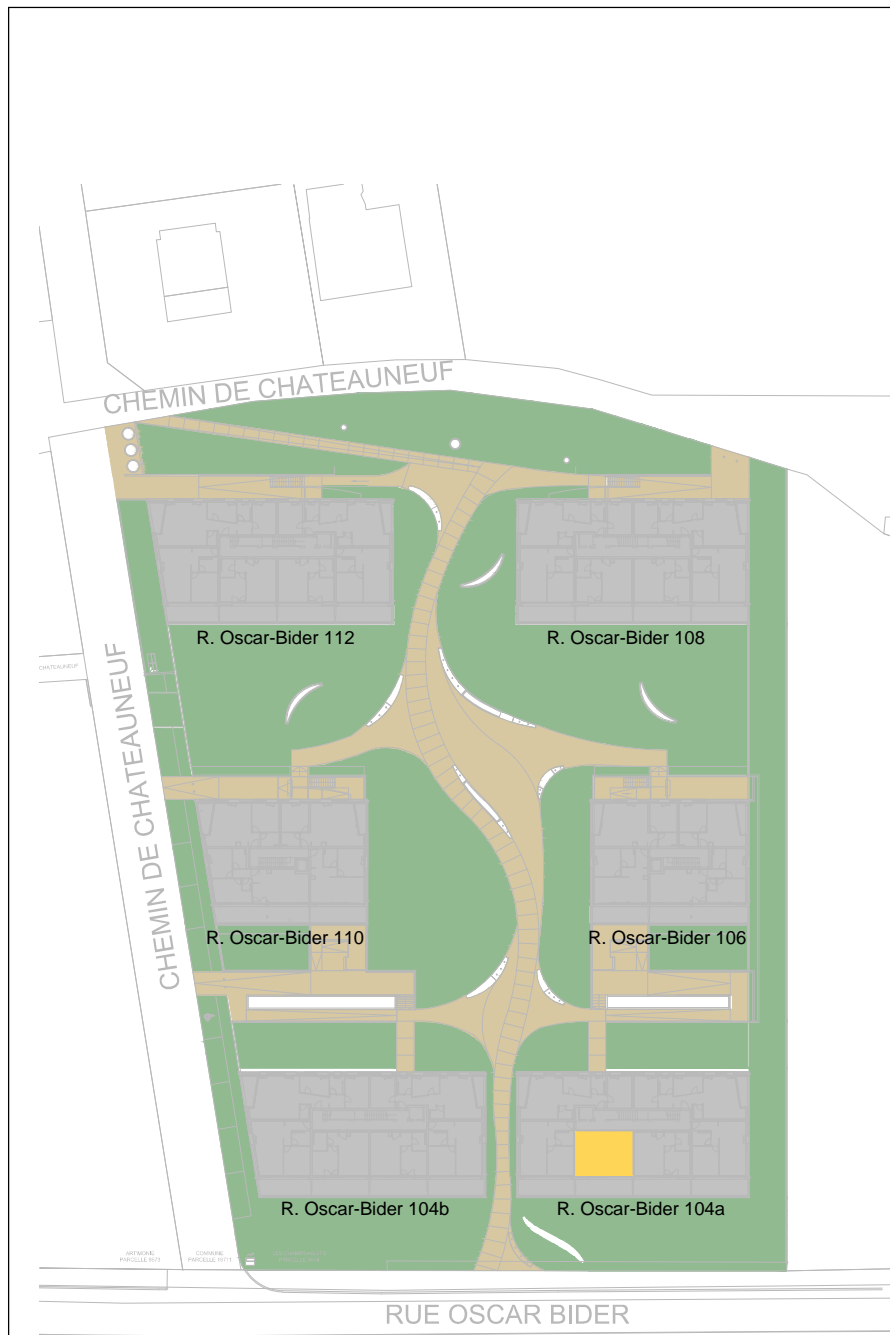 CHEMIN DE CHATEAUNEUF
R. Oscar-Bider 112
R. Oscar-Bider 108
CHATEAUNEUF
CHEMIN DE CHATEAUNEUF
R. Oscar-Bider 110
R. Oscar-Bider 106
R. Oscar-Bider 104b
R. Oscar-Bider 104a
COMMUNE
RUE OSCAR BIDER